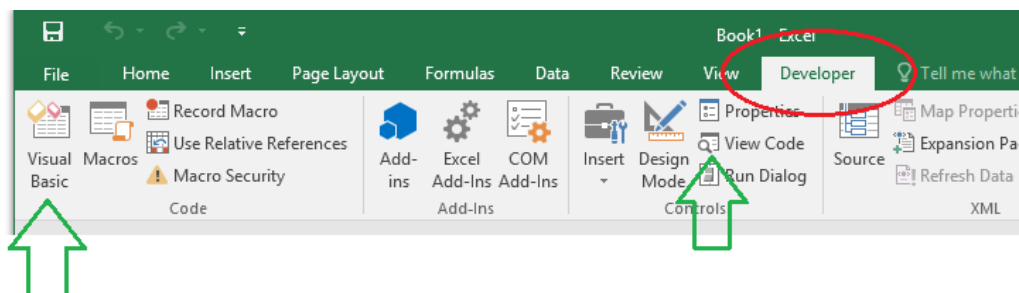 Book1 - Excel
File Home Insert Page Layout Formulas Data Review View Developer Tell me what
Visual Basic
Macros
Record Macro
Use Relative References
Macro Security
Code
Add-ins
Excel Add-Ins
COM Add-Ins
Add-Ins
Insert
Design Mode
Properties
View Code
Run Dialog
Controls
Source
Map Properti
Expansion Pa
Refresh Data
XML